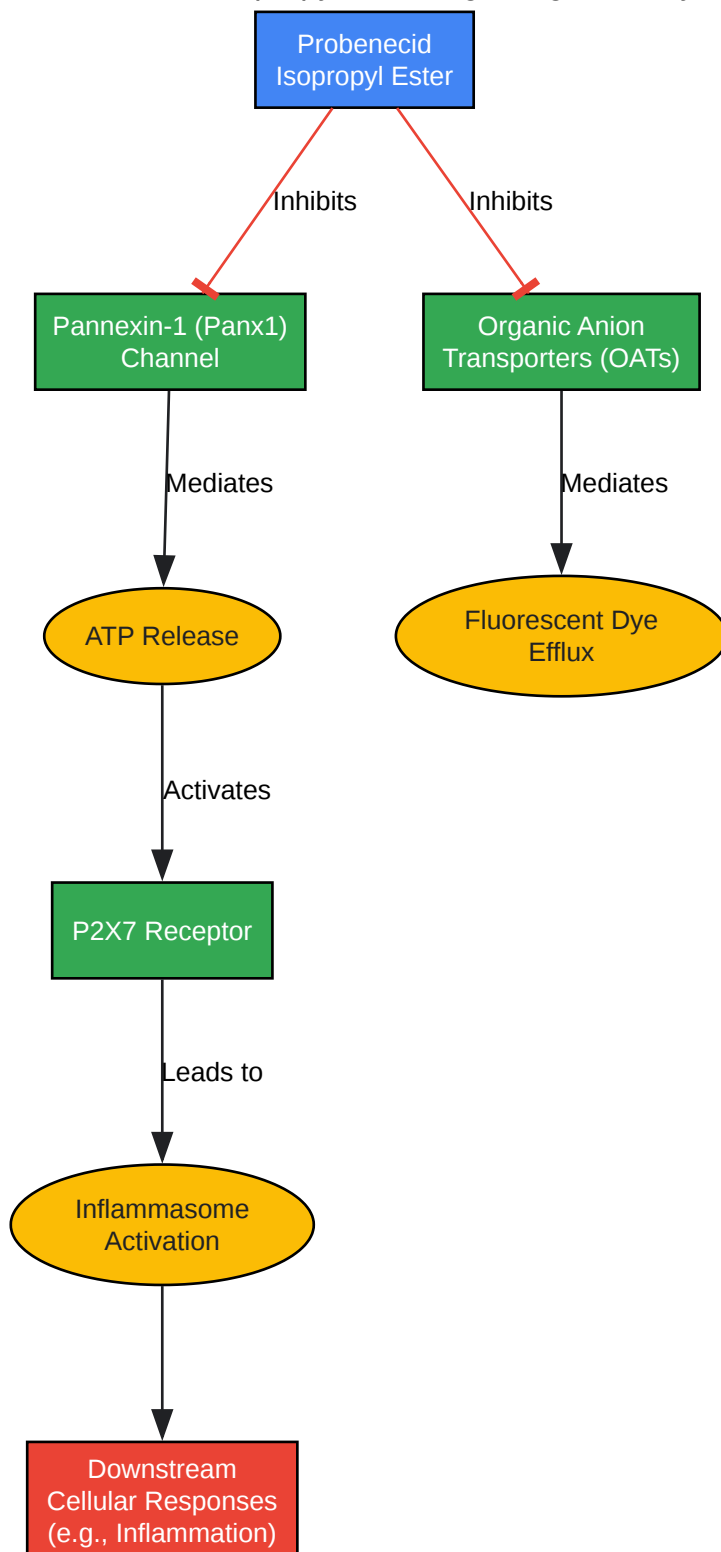 Probenecid
Isopropyl Ester
Inhibits
Inhibits
Pannexin-1 (Panx1)
Channel
Organic Anion
Transporters (OATs)
Mediates
Mediates
ATP Release
Fluorescent Dye
Efflux
Activates
P2X7 Receptor
Leads to
Inflammasome
Activation
Downstream
Cellular Responses
(e.g., Inflammation)